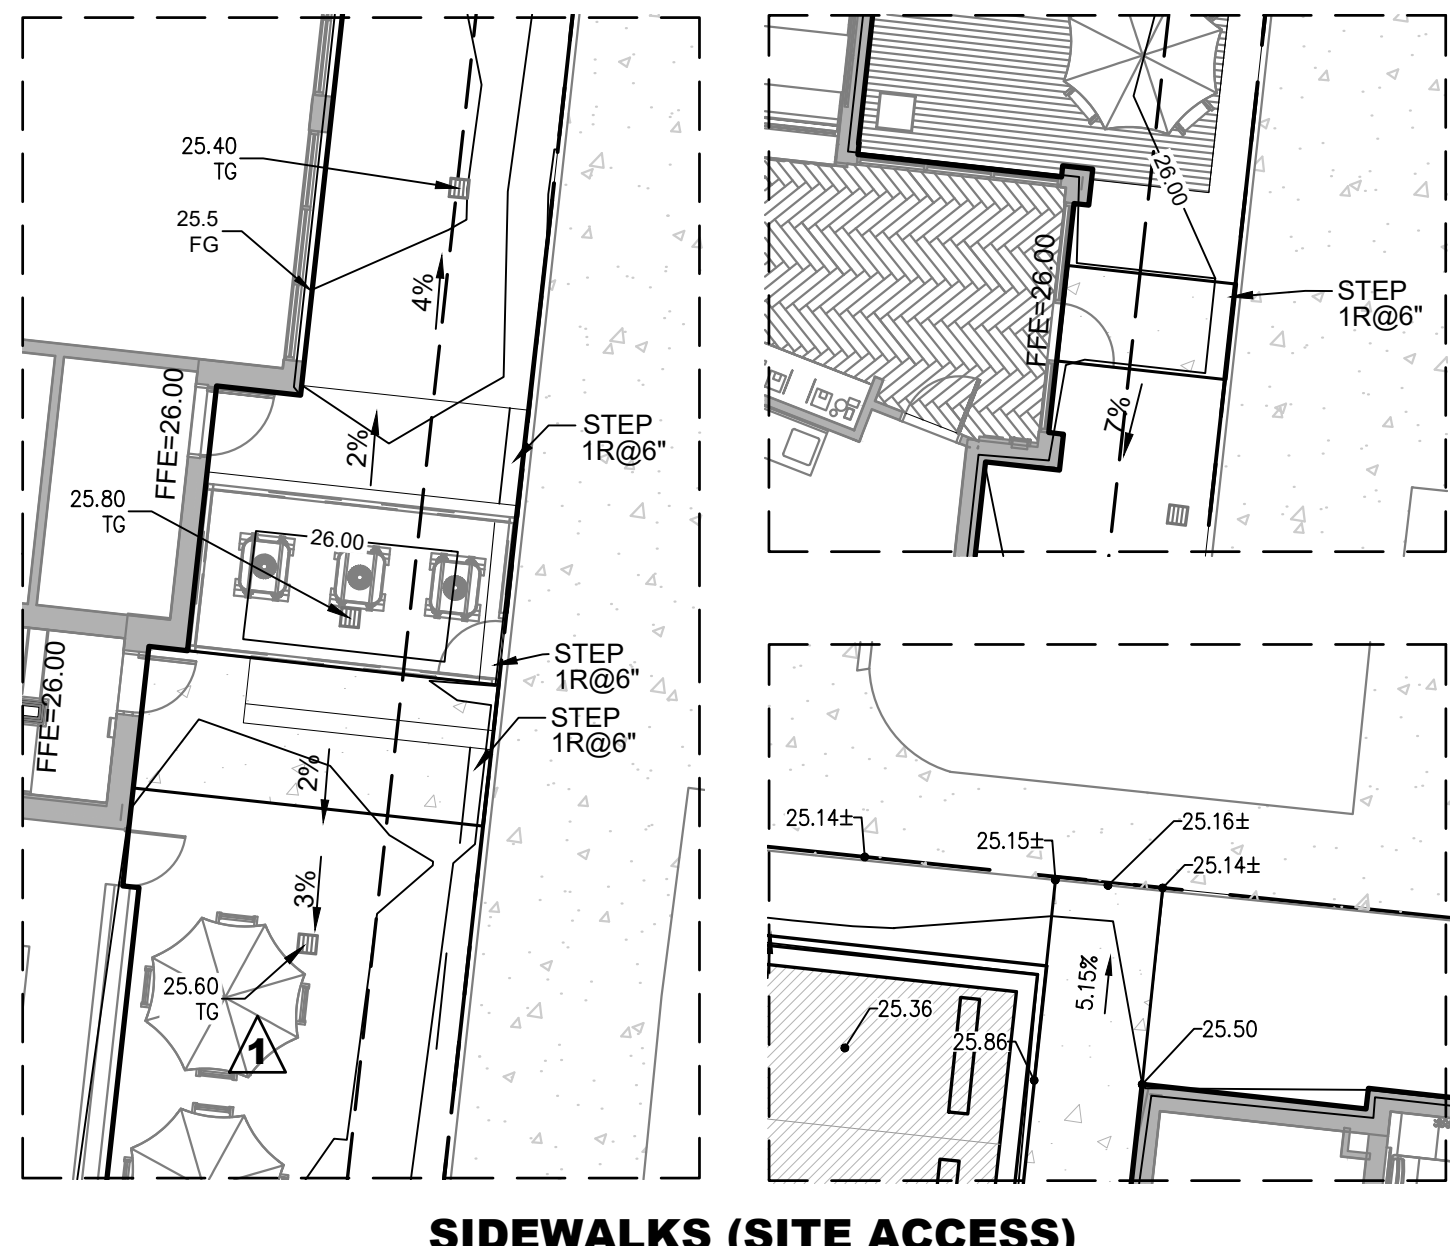 25.40
TG
25.5
FG
4%
FFE=26.00
2%
STEP
1R@6"
25.80
TG
26.00
FFE=26.00
STEP
1R@6"
STEP
1R@6"
2%
3%
25.60
TG
1
26.00
FFE=26.00
STEP
1R@6"
7%
25.14±
25.15±
25.16±
25.14±
5.15%
25.36
25.86
25.50
SIDEWALKS (SITE ACCESS)